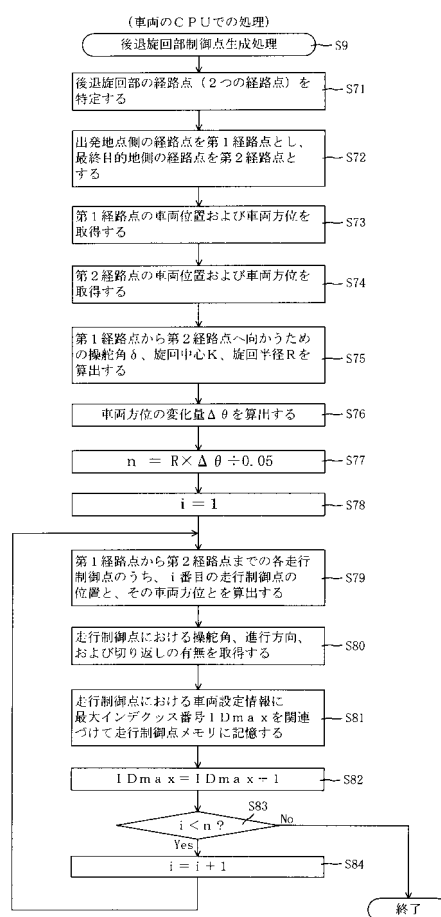 (車両のCPUでの処理)
後退旋回部制御点生成処理
S9
後退旋回部の経路点(2つの経路点)を
特定する
S71
出発地点側の経路点を第1経路点とし、
最終目的地側の経路点を第2経路点と
する
S72
第1経路点の車両位置および車両方位を
取得する
S73
第2経路点の車両位置および車両方位を
取得する
S74
第1経路点から第2経路点へ向かうため
の操舵角δ、旋回中心K、旋回半径Rを
算出する
S75
車両方位の変化量Δθを算出する
S76
n = R×Δθ÷0.05
S77
i=1
S78
第1経路点から第2経路点までの各走行
制御点のうち、i番目の走行制御点の
位置と、その車両方位とを算出する
S79
走行制御点における操舵角、進行方向、
および切り返しの有無を取得する
S80
走行制御点における車両設定情報に
最大インデックス番号IDmaxを関連
づけて走行制御点メモリに記憶する
S81
IDmax=IDmax-1
S82
S83
i<n?
No
Yes
i=i+1
S84
終了